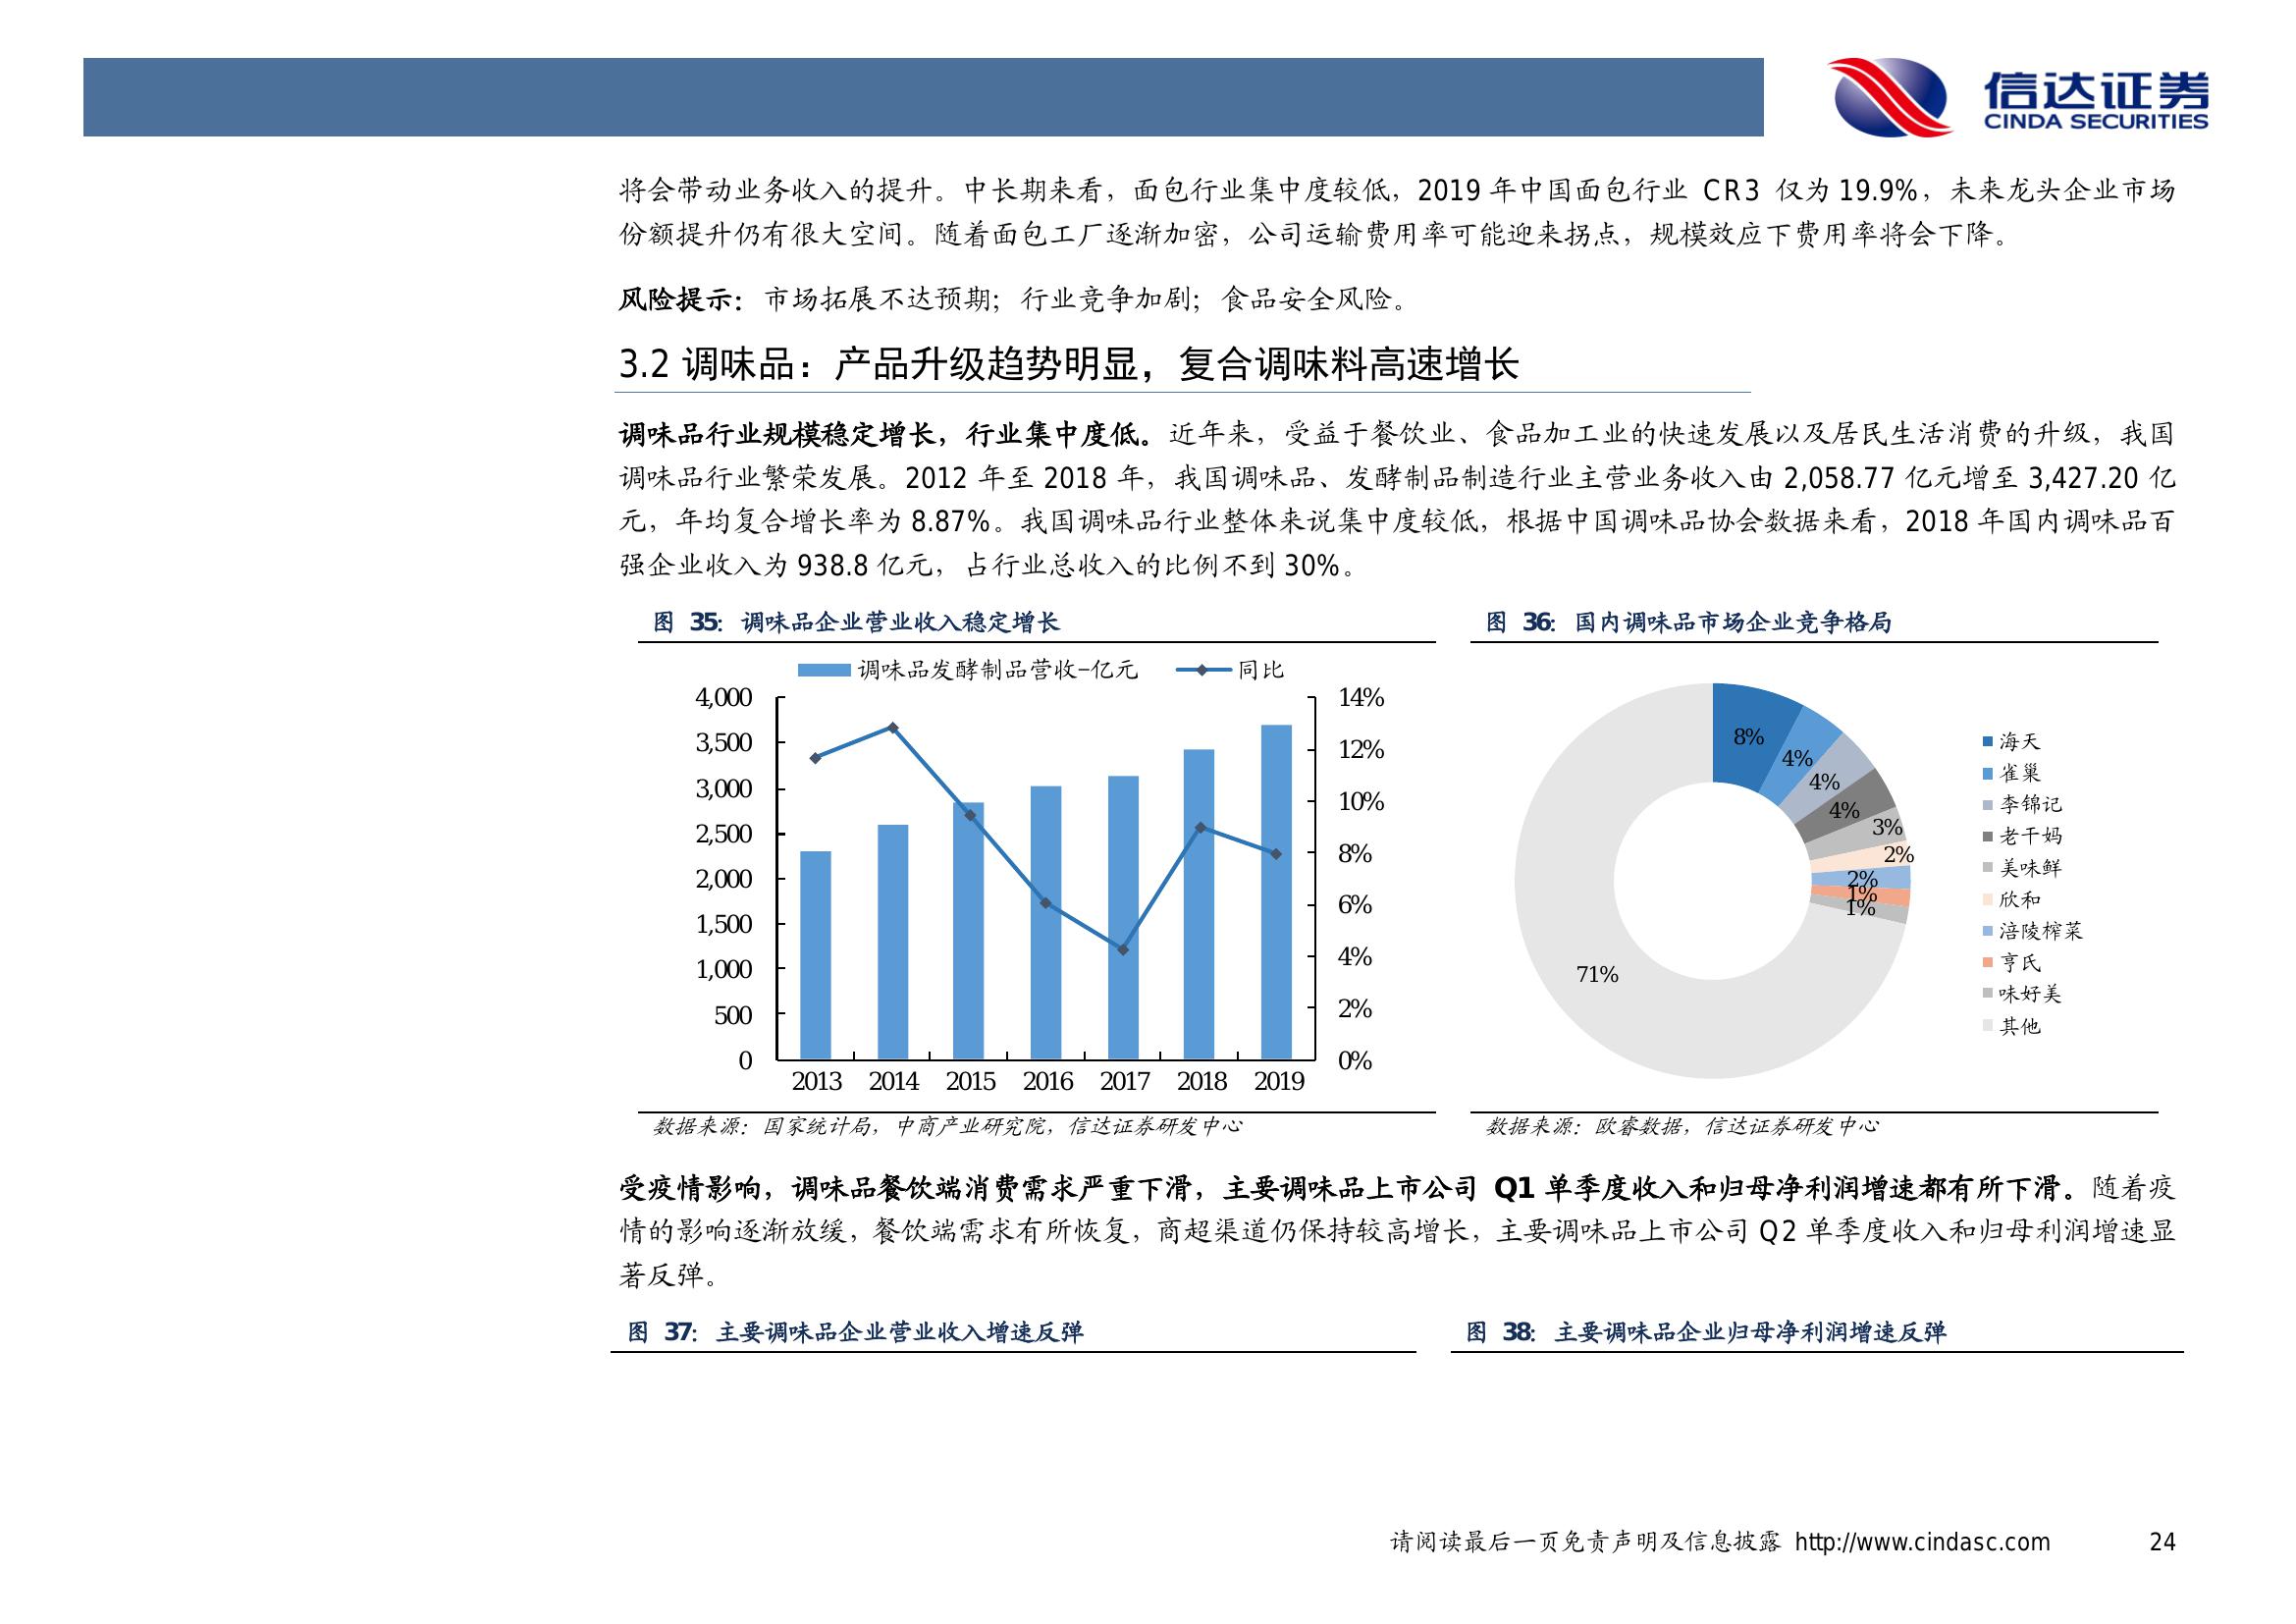 信达证券
CINDA SECURITIES
将会带动业务收入的提升。中长期来看，面包行业集中度较低，2019 年中国面包行业 CR3 仅为 19.9%，未来龙头企业市场
份额提升仍有很大空间。随着面包工厂逐渐加密，公司运输费用率可能迎来拐点，规模效应下费用率将会下降。
风险提示：市场拓展不达预期；行业竞争加剧；食品安全风险。
3.2 调味品：产品升级趋势明显，复合调味料高速增长
调味品行业规模稳定增长，行业集中度低。近年来，受益于餐饮业、食品加工业的快速发展以及居民生活消费的升级，我国
调味品行业繁荣发展。2012 年至 2018 年，我国调味品、发酵制品制造行业主营业务收入由 2,058.77 亿元增至 3,427.20 亿
元，年均复合增长率为 8.87%。我国调味品行业整体来说集中度较低，根据中国调味品协会数据来看，2018 年国内调味品百
强企业收入为 938.8 亿元，占行业总收入的比例不到 30%。
图 35：调味品企业营业收入稳定增长
调味品发酵制品营收-亿元 同比
4,000 14%
3,500 12%
3,000 10%
2,500 8%
2,000 6%
1,500 4%
1,000 2%
500 0%
0
2013 2014 2015 2016 2017 2018 2019
数据来源：国家统计局，中商产业研究院，信达证券研发中心
图 36：国内调味品市场企业竞争格局
8%
4%
4%
4%
3%
2%
2%
1%
1%
71%
海天
雀巢
李锦记
老干妈
美味鲜
欣和
涪陵榨菜
亨氏
味好美
其他
数据来源：欧睿数据，信达证券研发中心
受疫情影响，调味品餐饮端消费需求严重下滑，主要调味品上市公司 Q1 单季度收入和归母净利润增速都有所下滑。随着疫
情的影响逐渐放缓，餐饮端需求有所恢复，商超渠道仍保持较高增长，主要调味品上市公司 Q2 单季度收入和归母利润增速显
著反弹。
图 37：主要调味品企业营业收入增速反弹
图 38：主要调味品企业归母净利润增速反弹
请阅读最后一页免责声明及信息披露 http://www.cindasc.com 24